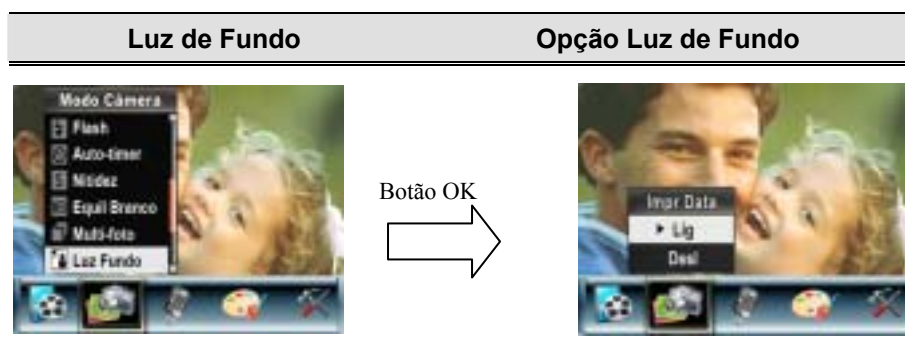 Luz de Fundo
Opção Luz de Fundo
Modo Câmera
Flash
Auto-timer
Nitidez
Equil Branco
Multi-foto
Luz Fundo
Botão OK
Impr Data
Lig
Desl